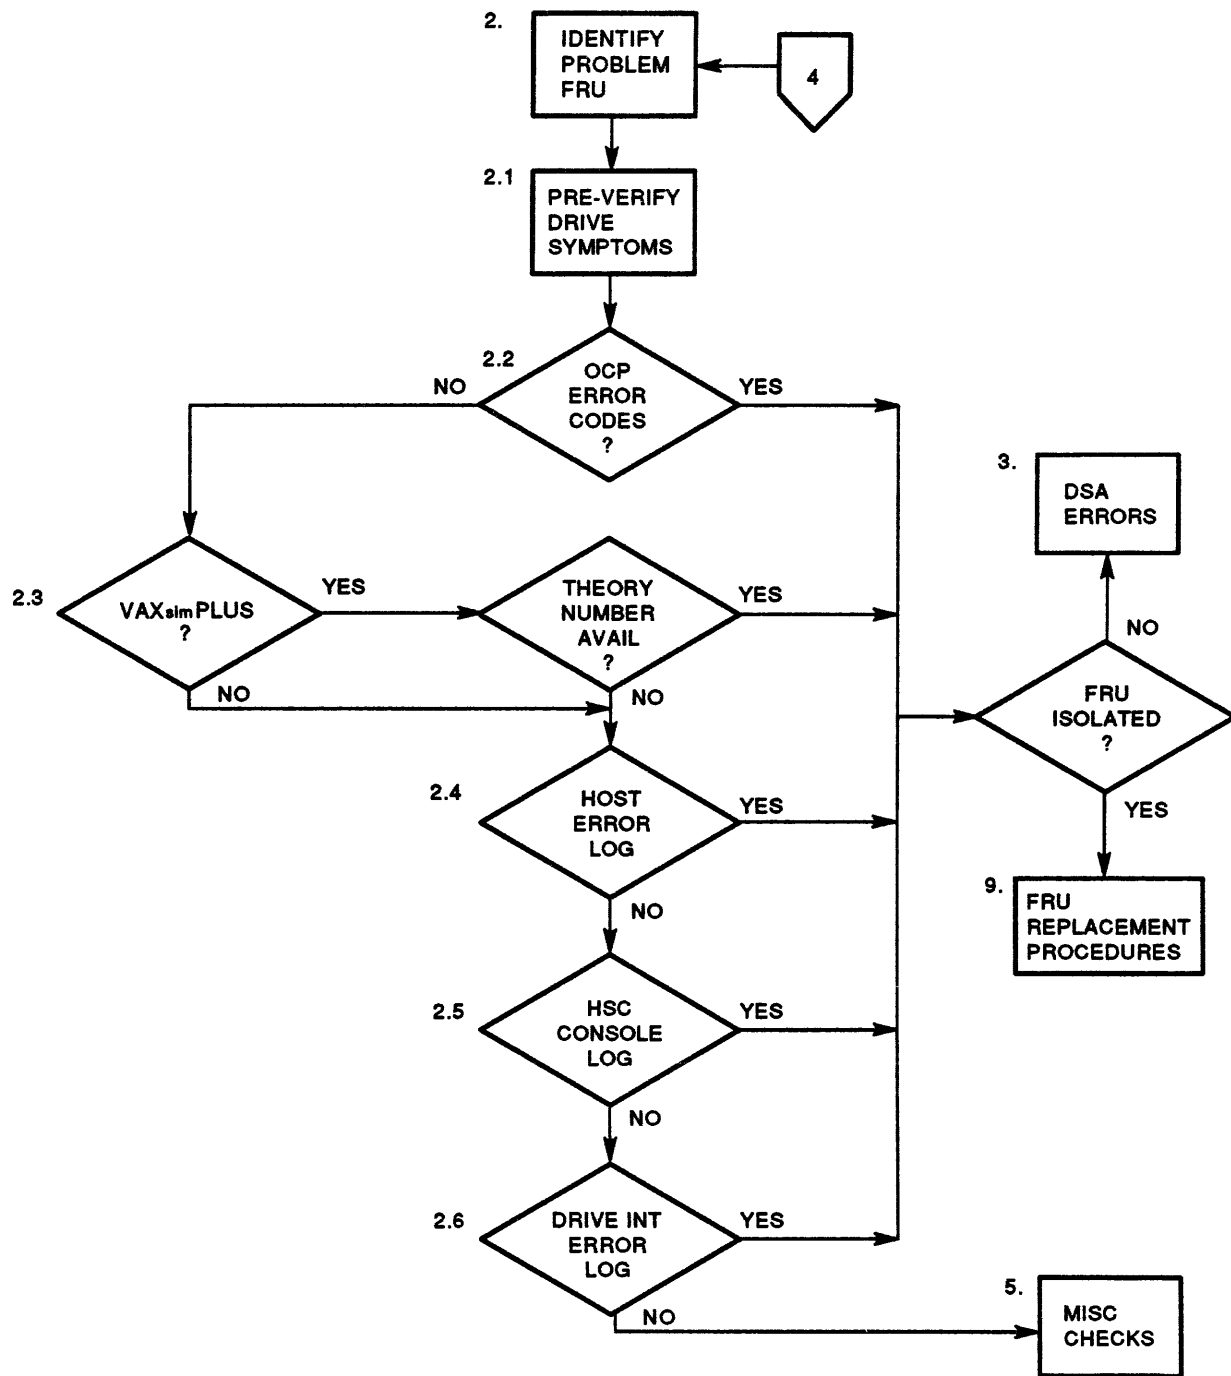 2.
IDENTIFY
PROBLEM
FRU
4
2.1
PRE-VERIFY
DRIVE
SYMPTOMS
2.2
OCP
ERROR
CODES
?
NO
YES
3.
DSA
ERRORS
2.3
VAXsimPLUS
?
YES
NO
THEORY
NUMBER
AVAIL
?
YES
NO
NO
FRU
ISOLATED
?
YES
2.4
HOST
ERROR
LOG
YES
NO
9.
FRU
REPLACEMENT
PROCEDURES
2.5
HSC
CONSOLE
LOG
YES
NO
2.6
DRIVE INT
ERROR
LOG
YES
NO
5.
MISC
CHECKS